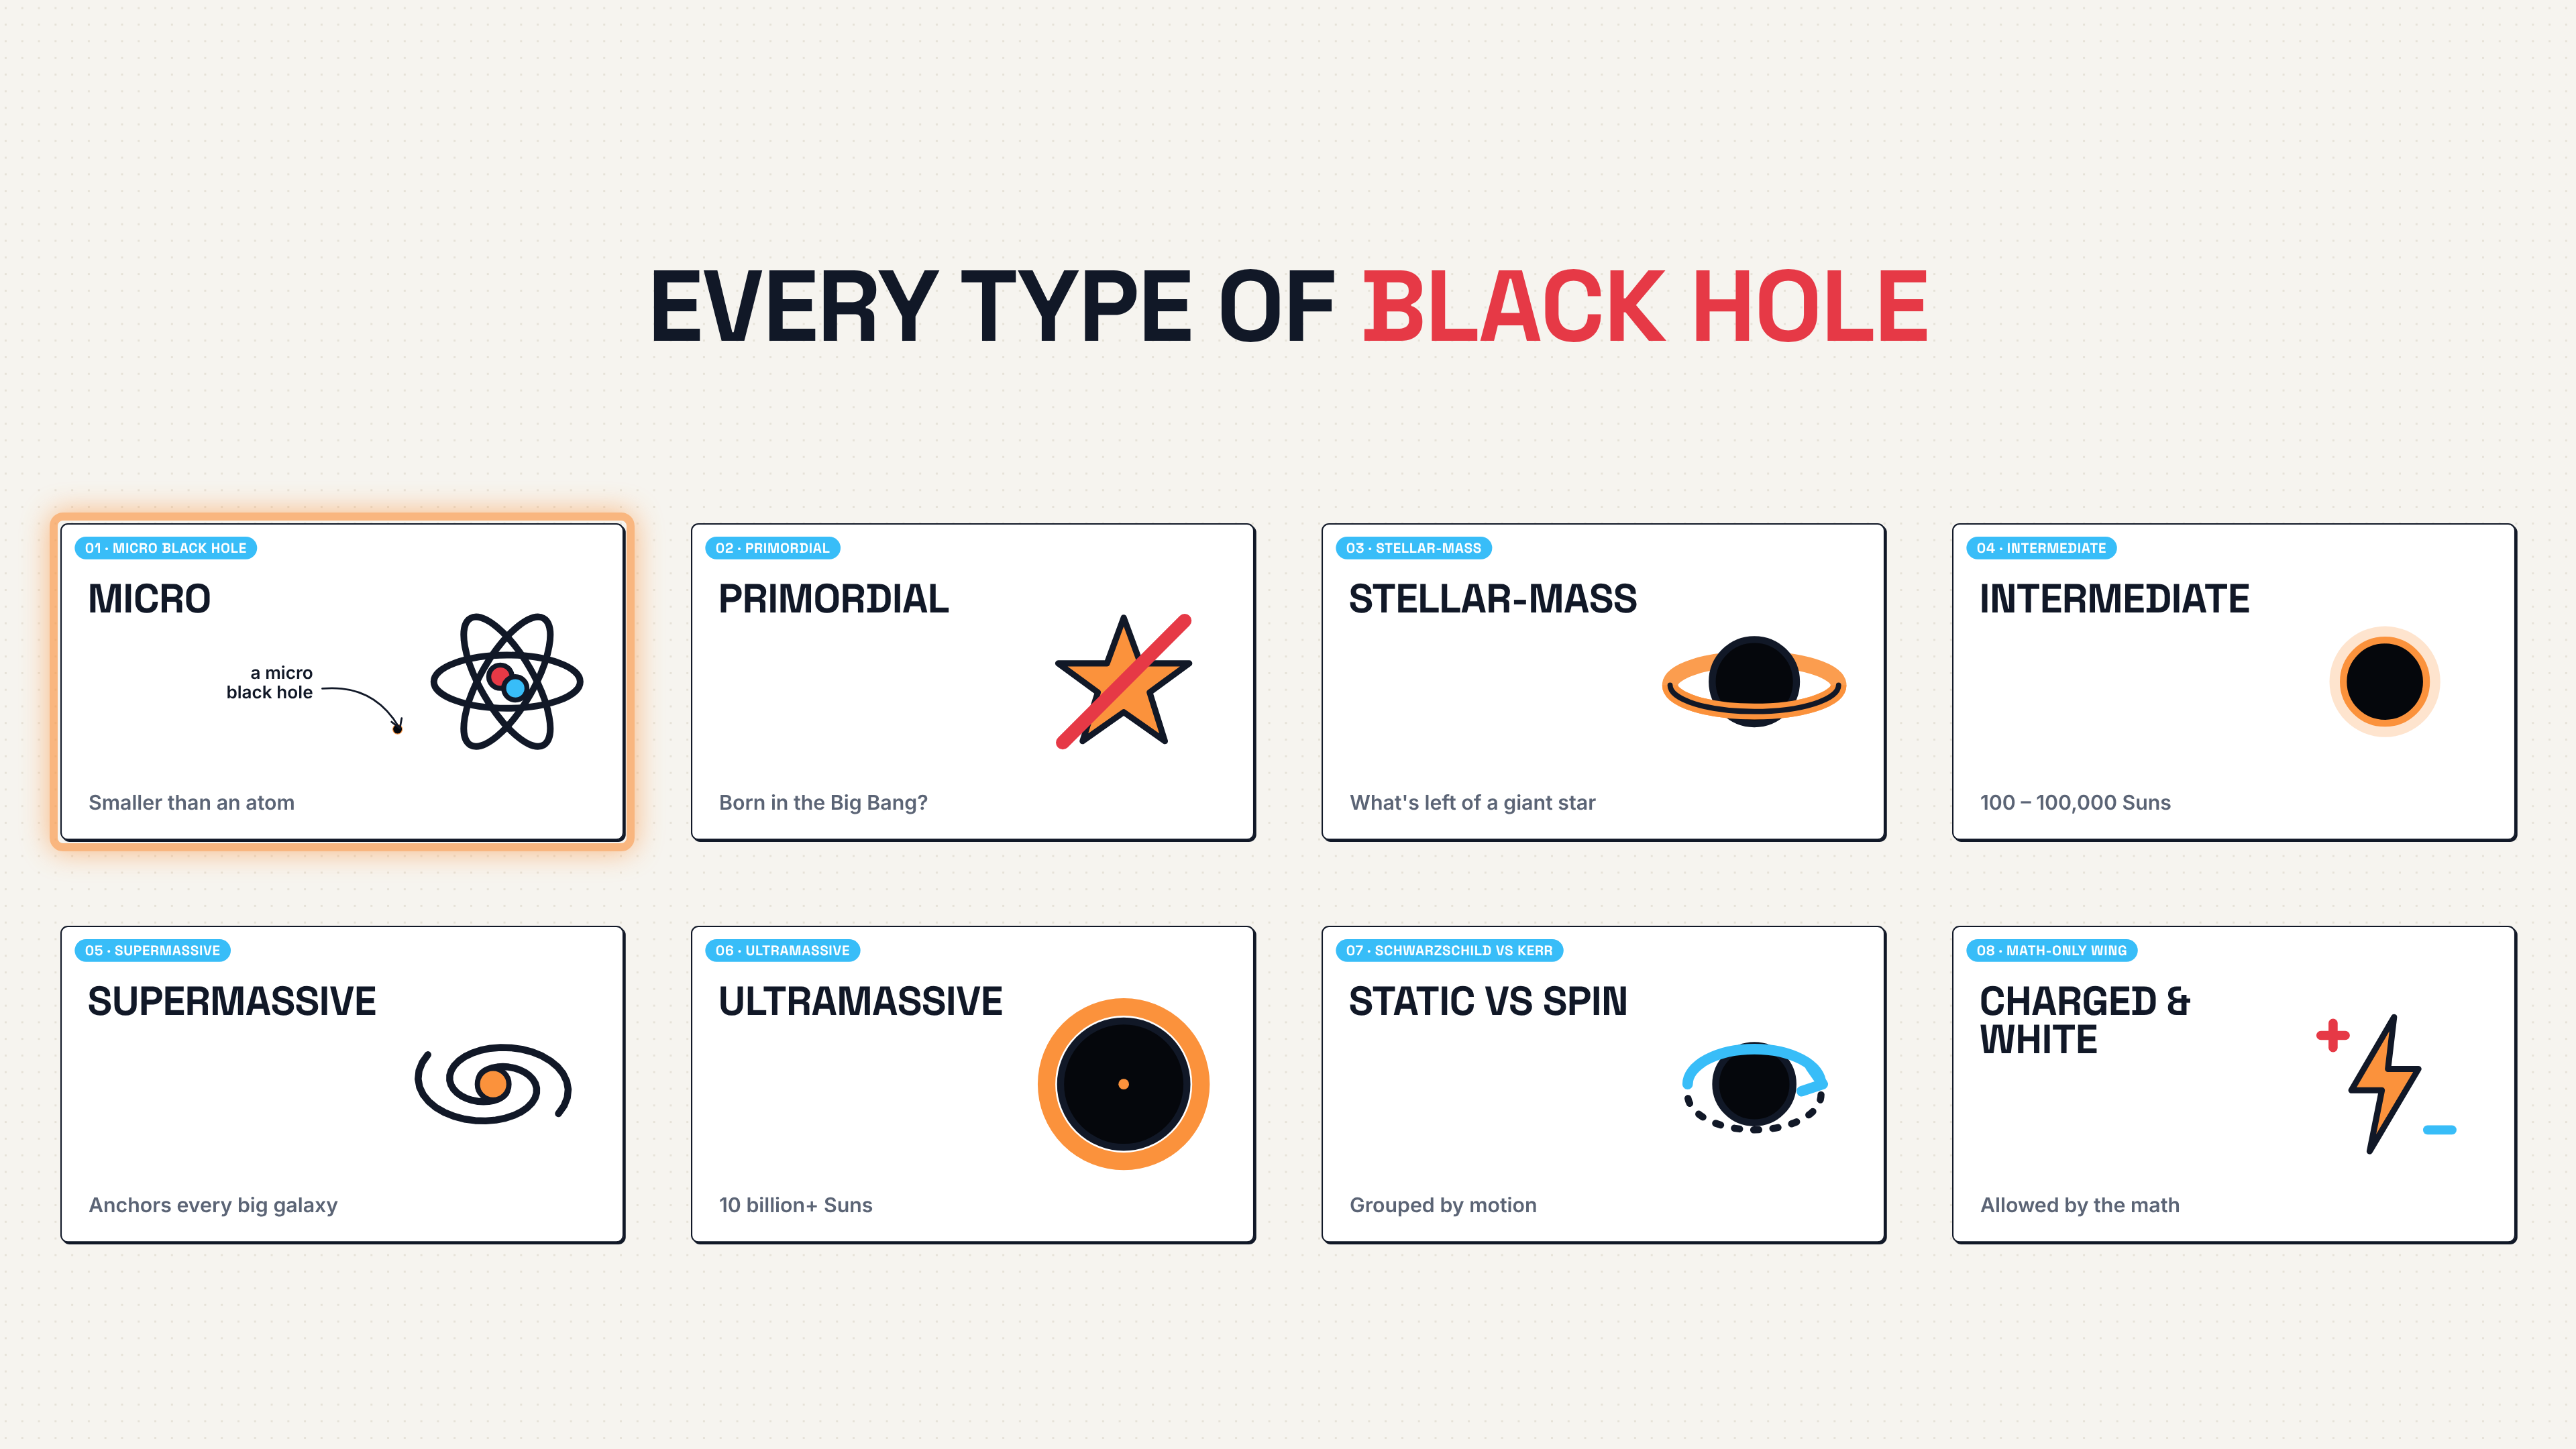 EVERY TYPE OF BLACK HOLE
01 · MICRO BLACK HOLE
MICRO
a micro
black hole
Smaller than an atom
02 · PRIMORDIAL
PRIMORDIAL
Born in the Big Bang?
03 · STELLAR-MASS
STELLAR-MASS
What's left of a giant star
04 · INTERMEDIATE
INTERMEDIATE
100 – 100,000 Suns
05 · SUPERMASSIVE
SUPERMASSIVE
Anchors every big galaxy
06 · ULTRAMASSIVE
ULTRAMASSIVE
10 billion+ Suns
07 · SCHWARZSCHILD VS KERR
STATIC VS SPIN
Grouped by motion
08 · MATH-ONLY WING
CHARGED &
WHITE
Allowed by the math